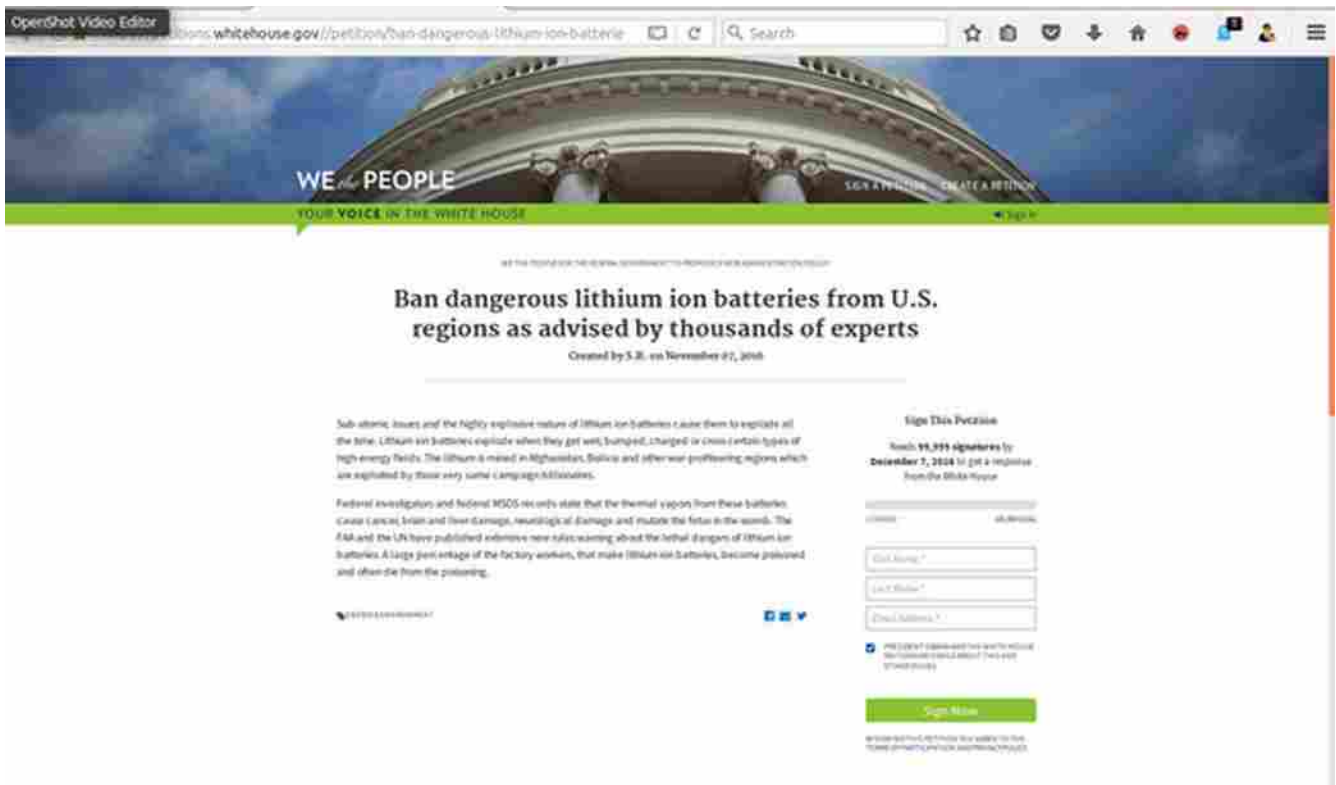 OpenShot Video Editor
whitehouse.gov//petition/ban-dangerous-lithium-ion-batterie
Search
WE the PEOPLE
SIGN A PETITION CREATE A PETITION
YOUR VOICE IN THE WHITE HOUSE
Sign In
Ban dangerous lithium ion batteries from U.S.
regions as advised by thousands of experts
Created by S.R. on November 07, 2016
Sub-atomic issues and the highly explosive nature of lithium ion batteries cause them to explode all
the time. Lithium ion batteries explode when they get wet, bumped, charged or cross certain types of
high energy fields. The lithium is mined in Afghanistan, Bolivia and other war profiteering regions which
are exploited by those very same campaign billionaires.
Federal investigators and federal MSDS records state that the thermal vapors from these batteries
cause cancer, brain and liver damage, neurological damage and mutate the fetus in the womb. The
FAA and the UN have published extensive new rules warning about the lethal dangers of lithium ion
batteries. A large percentage of the factory workers, that make lithium ion batteries, become poisoned
and often die from the poisoning.
Sign This Petition
Needs 99,999 signatures by
December 7, 2016 to get a response
from the White House
First Name *
Last Name *
Email Address *
Sign Now